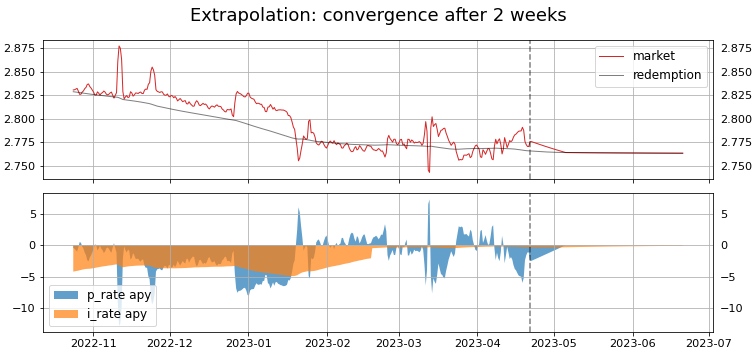 Extrapolation: convergence after 2 weeks
2.875 2.875
2.850 2.850
2.825 2.825
2.800 2.800
2.775 2.775
2.750 2.750
market
redemption
5 5
0 0
−5 −5
−10 −10
p_rate apy
i_rate apy
2022-11 2022-12 2023-01 2023-02 2023-03 2023-04 2023-05 2023-06 2023-07